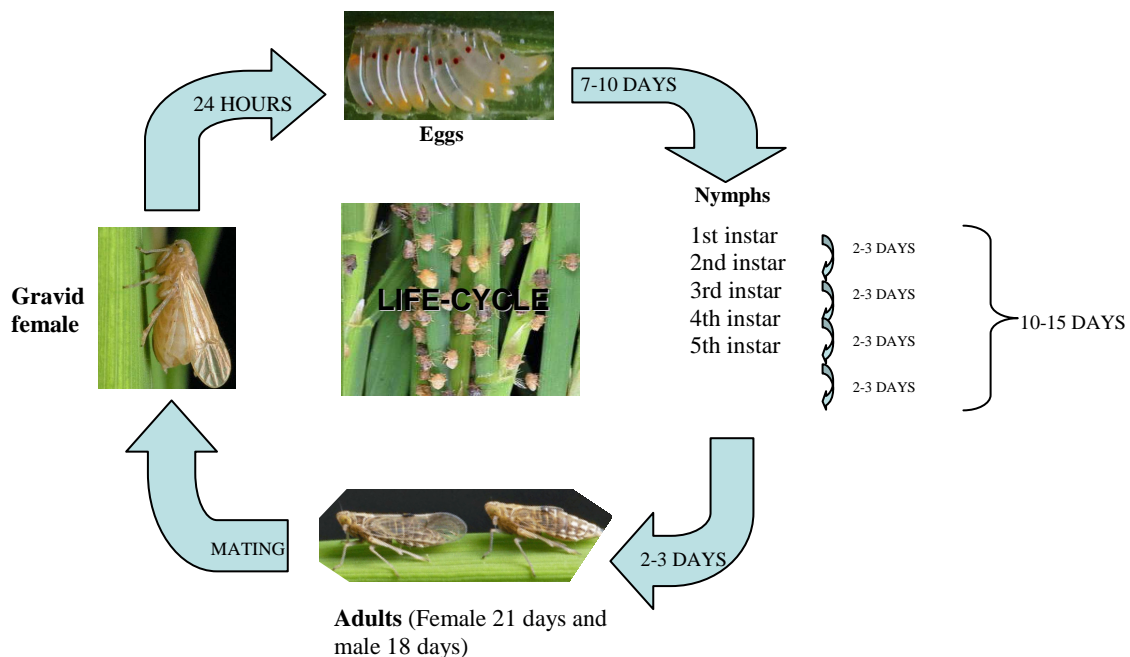 24 HOURS
Eggs
7-10 DAYS
Nymphs
1st instar
2nd instar
3rd instar
4th instar
5th instar
2-3 DAYS
2-3 DAYS
2-3 DAYS
2-3 DAYS
10-15 DAYS
LIFE-CYCLE
Gravid
female
MATING
2-3 DAYS
Adults (Female 21 days and
male 18 days)